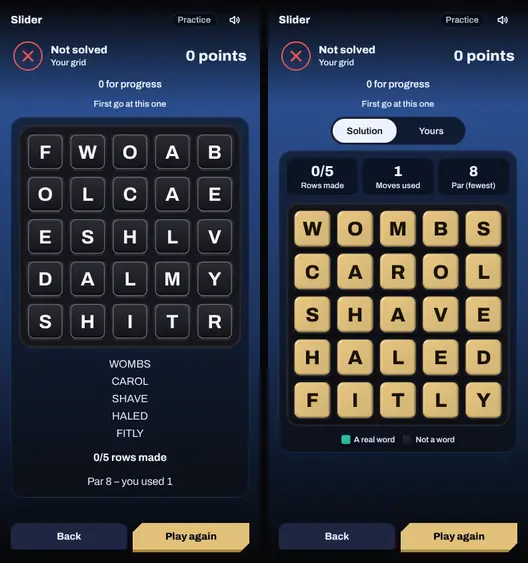 Slider
Practice
Not solved
Your grid
0 points
0 for progress
First go at this one
F W O A B
O L C A E
E S H L V
D A L M Y
S H I T R
WOMBS
CAROL
SHAVE
HALED
FITLY
0/5 rows made
Par 8 – you used 1
Back
Play again
Slider
Practice
Not solved
Your grid
0 points
0 for progress
First go at this one
Solution
Yours
0/5
Rows made
1
Moves used
8
Par (fewest)
W O M B S
C A R O L
S H A V E
H A L E D
F I T L Y
A real word
Not a word
Back
Play again